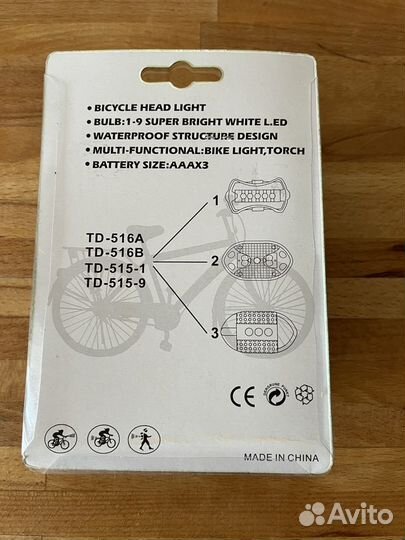 • BICYCLE HEAD LIGHT
• BULB:1-9 SUPER BRIGHT WHITE L.ED
• WATERPROOF STRUCTURE DESIGN
• MULTI-FUNCTIONAL:BIKE LIGHT,TORCH
• BATTERY SIZE:AAAX3
1
TD-516A
TD-516B
2
TD-515-1
TD-515-9
3
CE
MADE IN CHINA
Avito